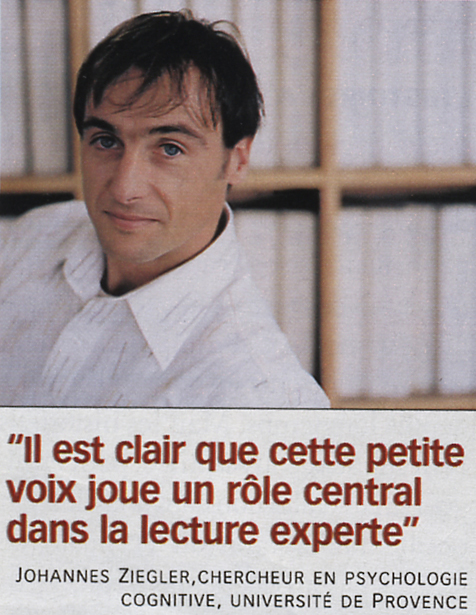 “Il est clair que cette petite
voix joue un rôle central
dans la lecture experte”
JOHANNES ZIEGLER,CHERCHEUR EN PSYCHOLOGIE
COGNITIVE, UNIVERSITÉ DE PROVENCE